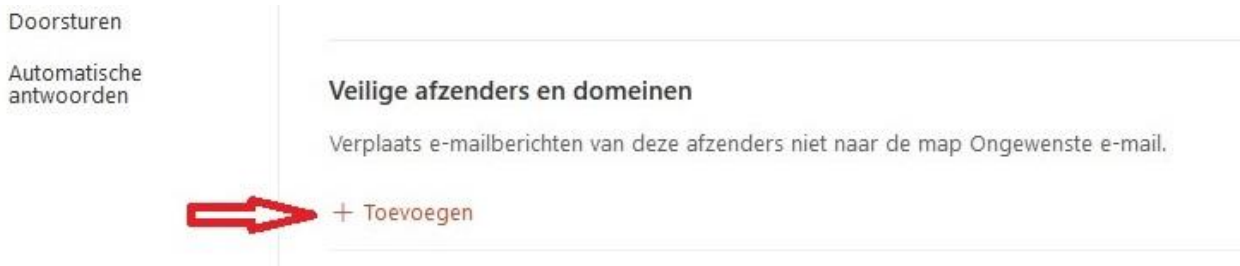 Doorsturen
Automatische
antwoorden
Veilige afzenders en domeinen
Verplaats e-mailberichten van deze afzenders niet naar de map Ongewenste e-mail.
+ Toevoegen